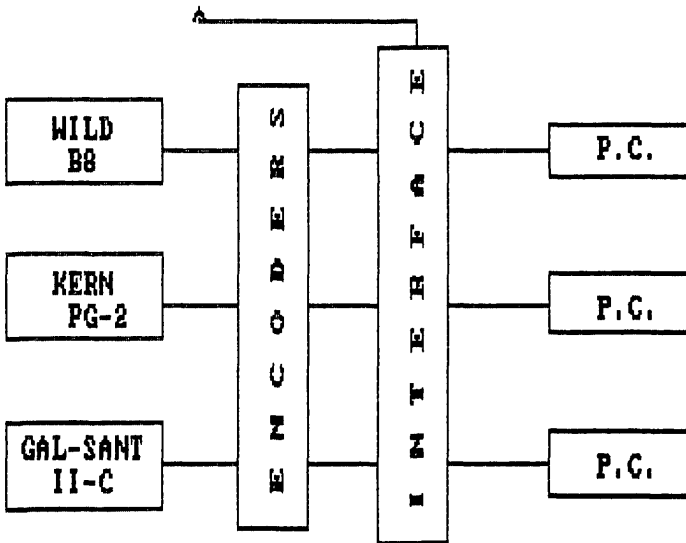 WILD
B8
KERN
PG-2
GAL-SANT
II-C
ENCODERS
INTERFACE
P.C.
P.C.
P.C.